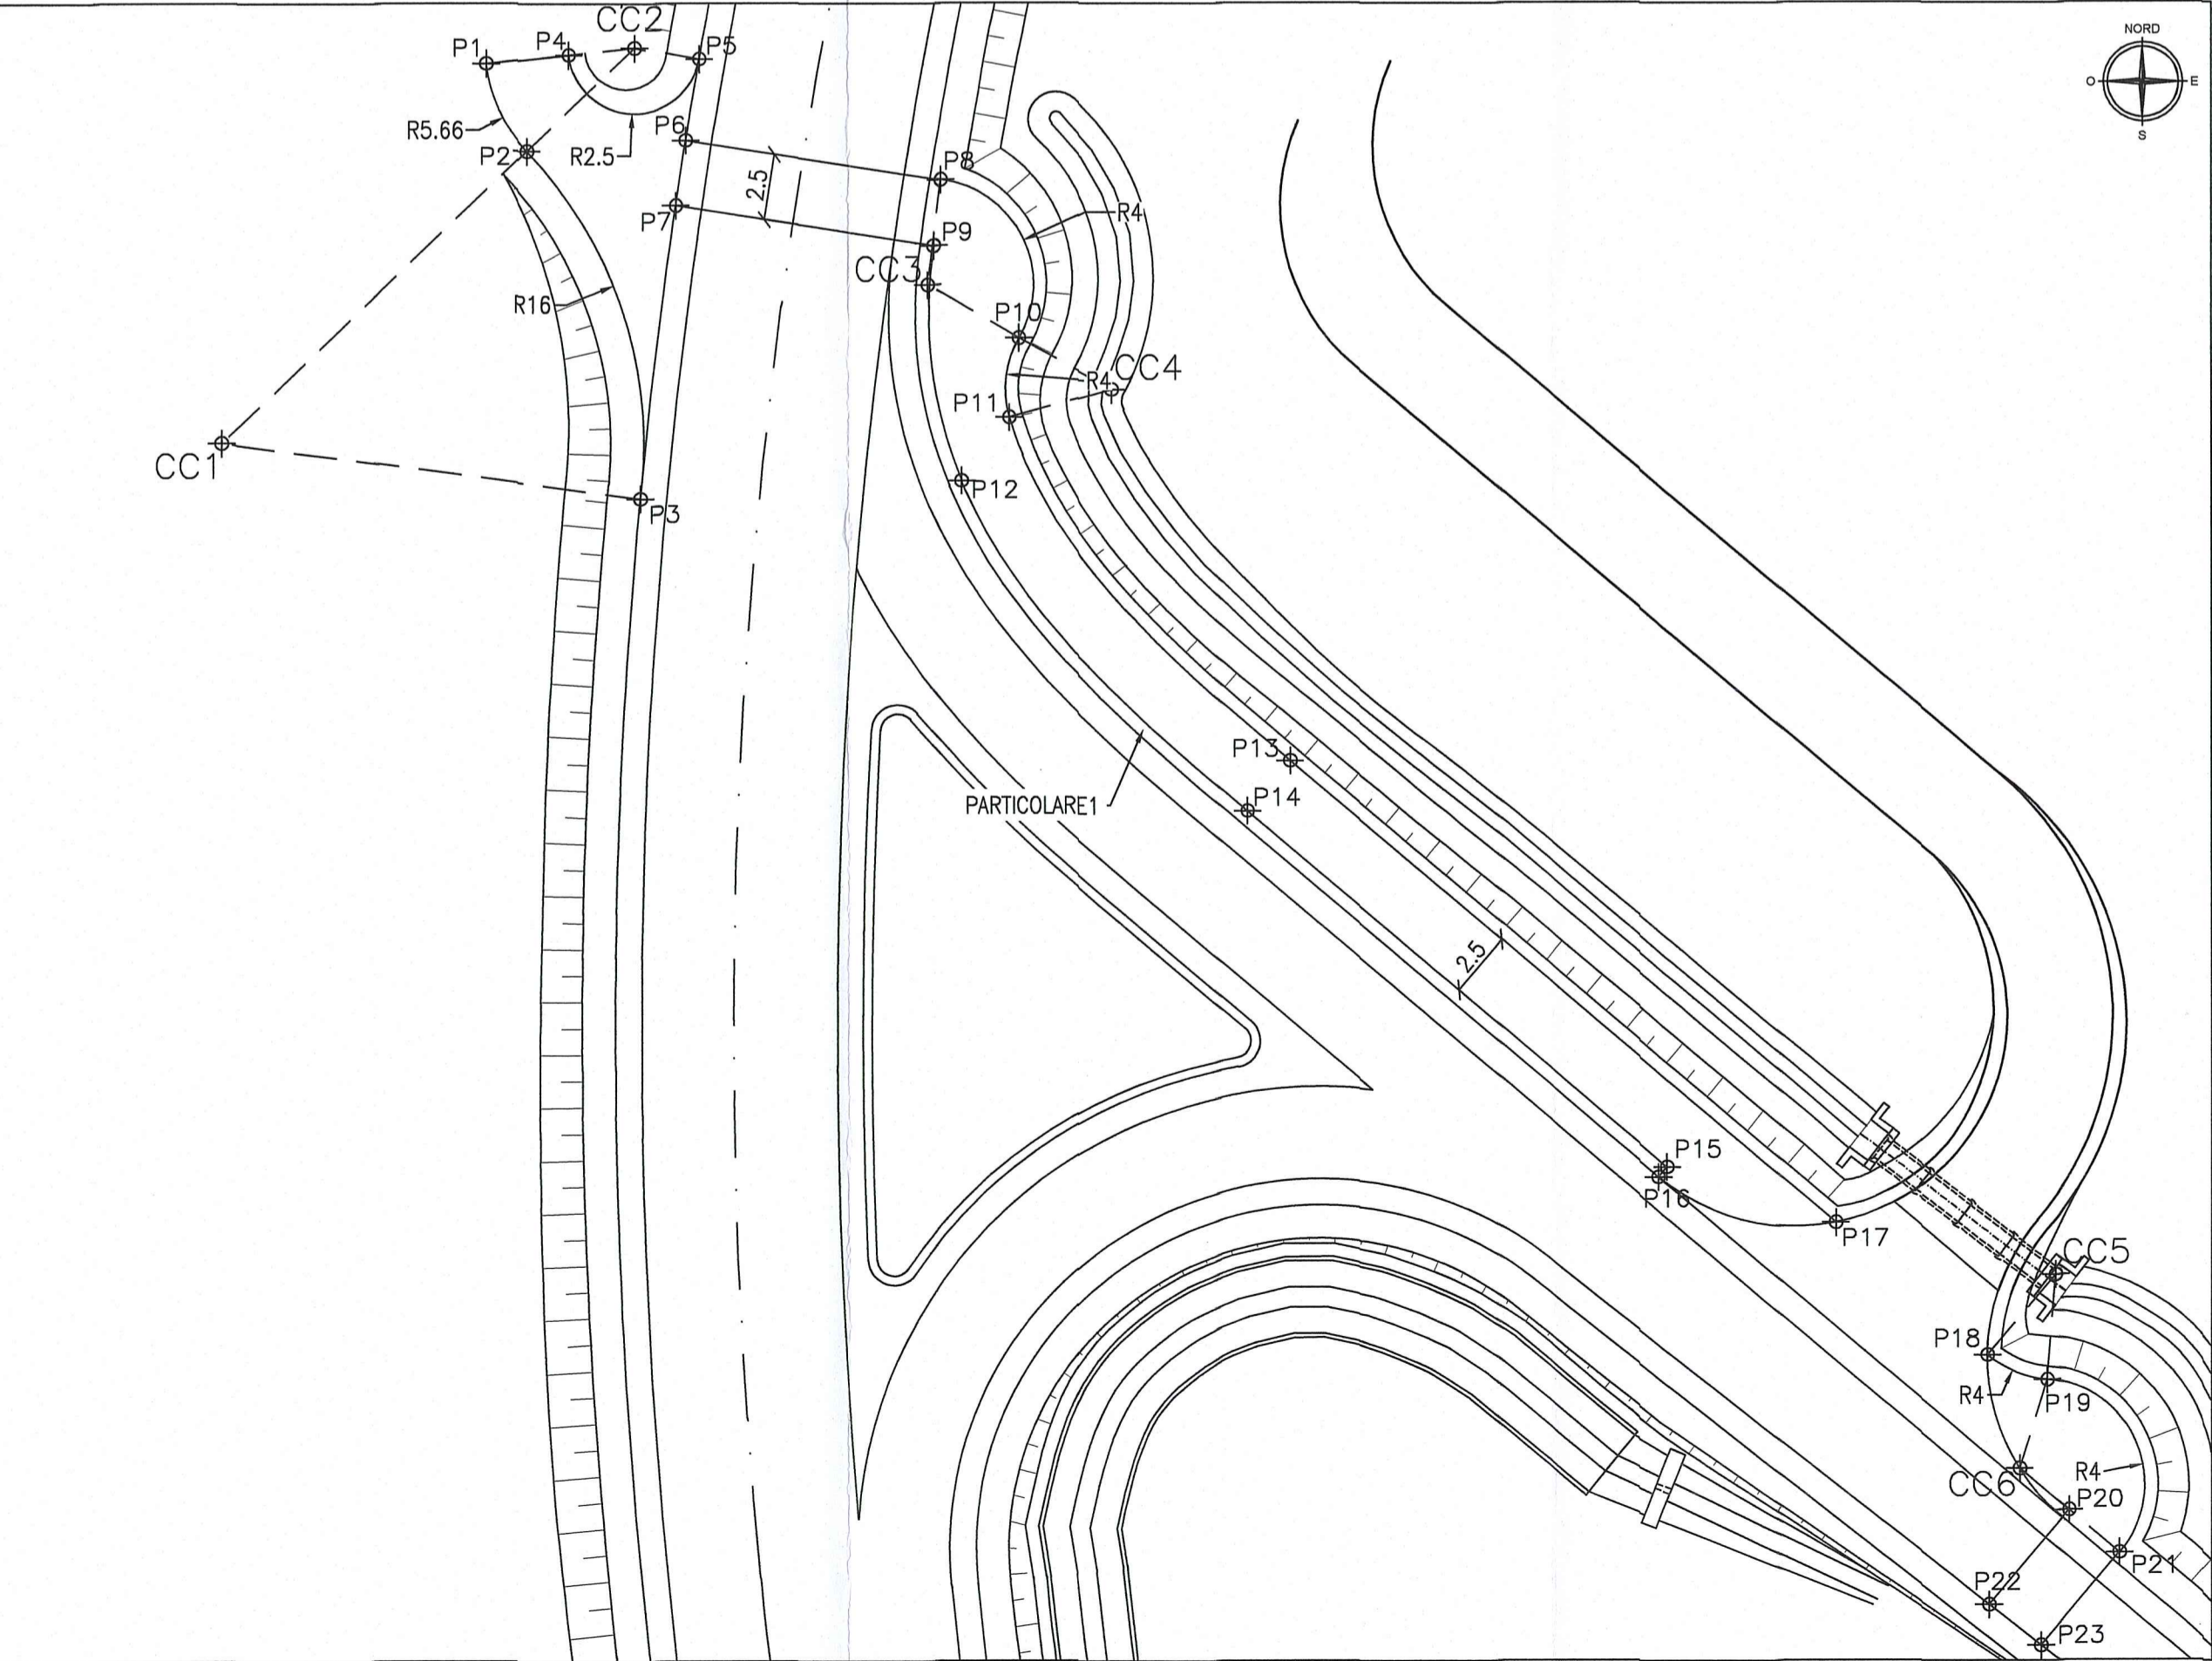 CC2
P1
P4
P5
NORD
O
E
S
R5.66
P6
P2
R2.5
P8
2.5
P7
R4
P9
CC3
R16
P10
CC4
R4
P11
CC1
P12
P3
P13
P14
PARTICOLARE1
2.5
P15
P16
P17
CC5
P18
R4
P19
R4
CC6
P20
P21
P22
P23